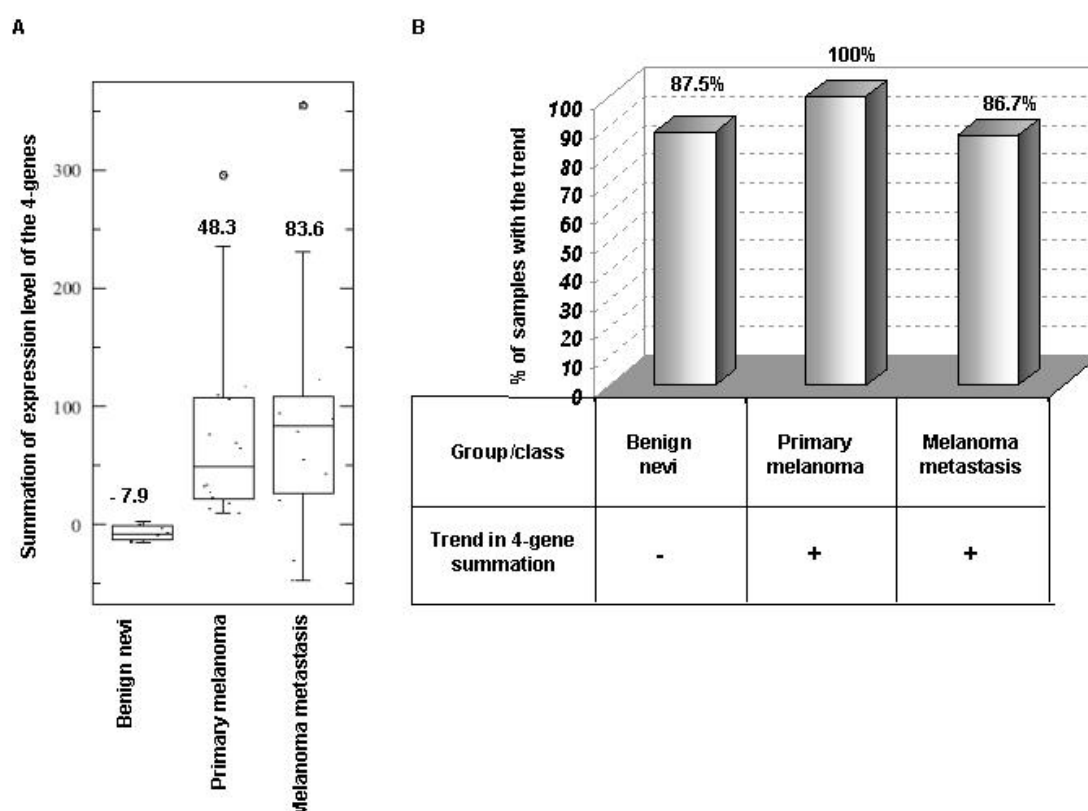 A
Summation of expression level of the 4-genes
300
200
100
0
- 7.9
48.3
83.6
Benign nevi
Primary melanoma
Melanoma metastasis
B
% of samples with the trend
100
90
80
70
60
50
40
30
20
10
0
87.5%
100%
86.7%
Group/class
Benign
nevi
Primary
melanoma
Melanoma
metastasis
Trend in 4-gene
summation
-
+
+